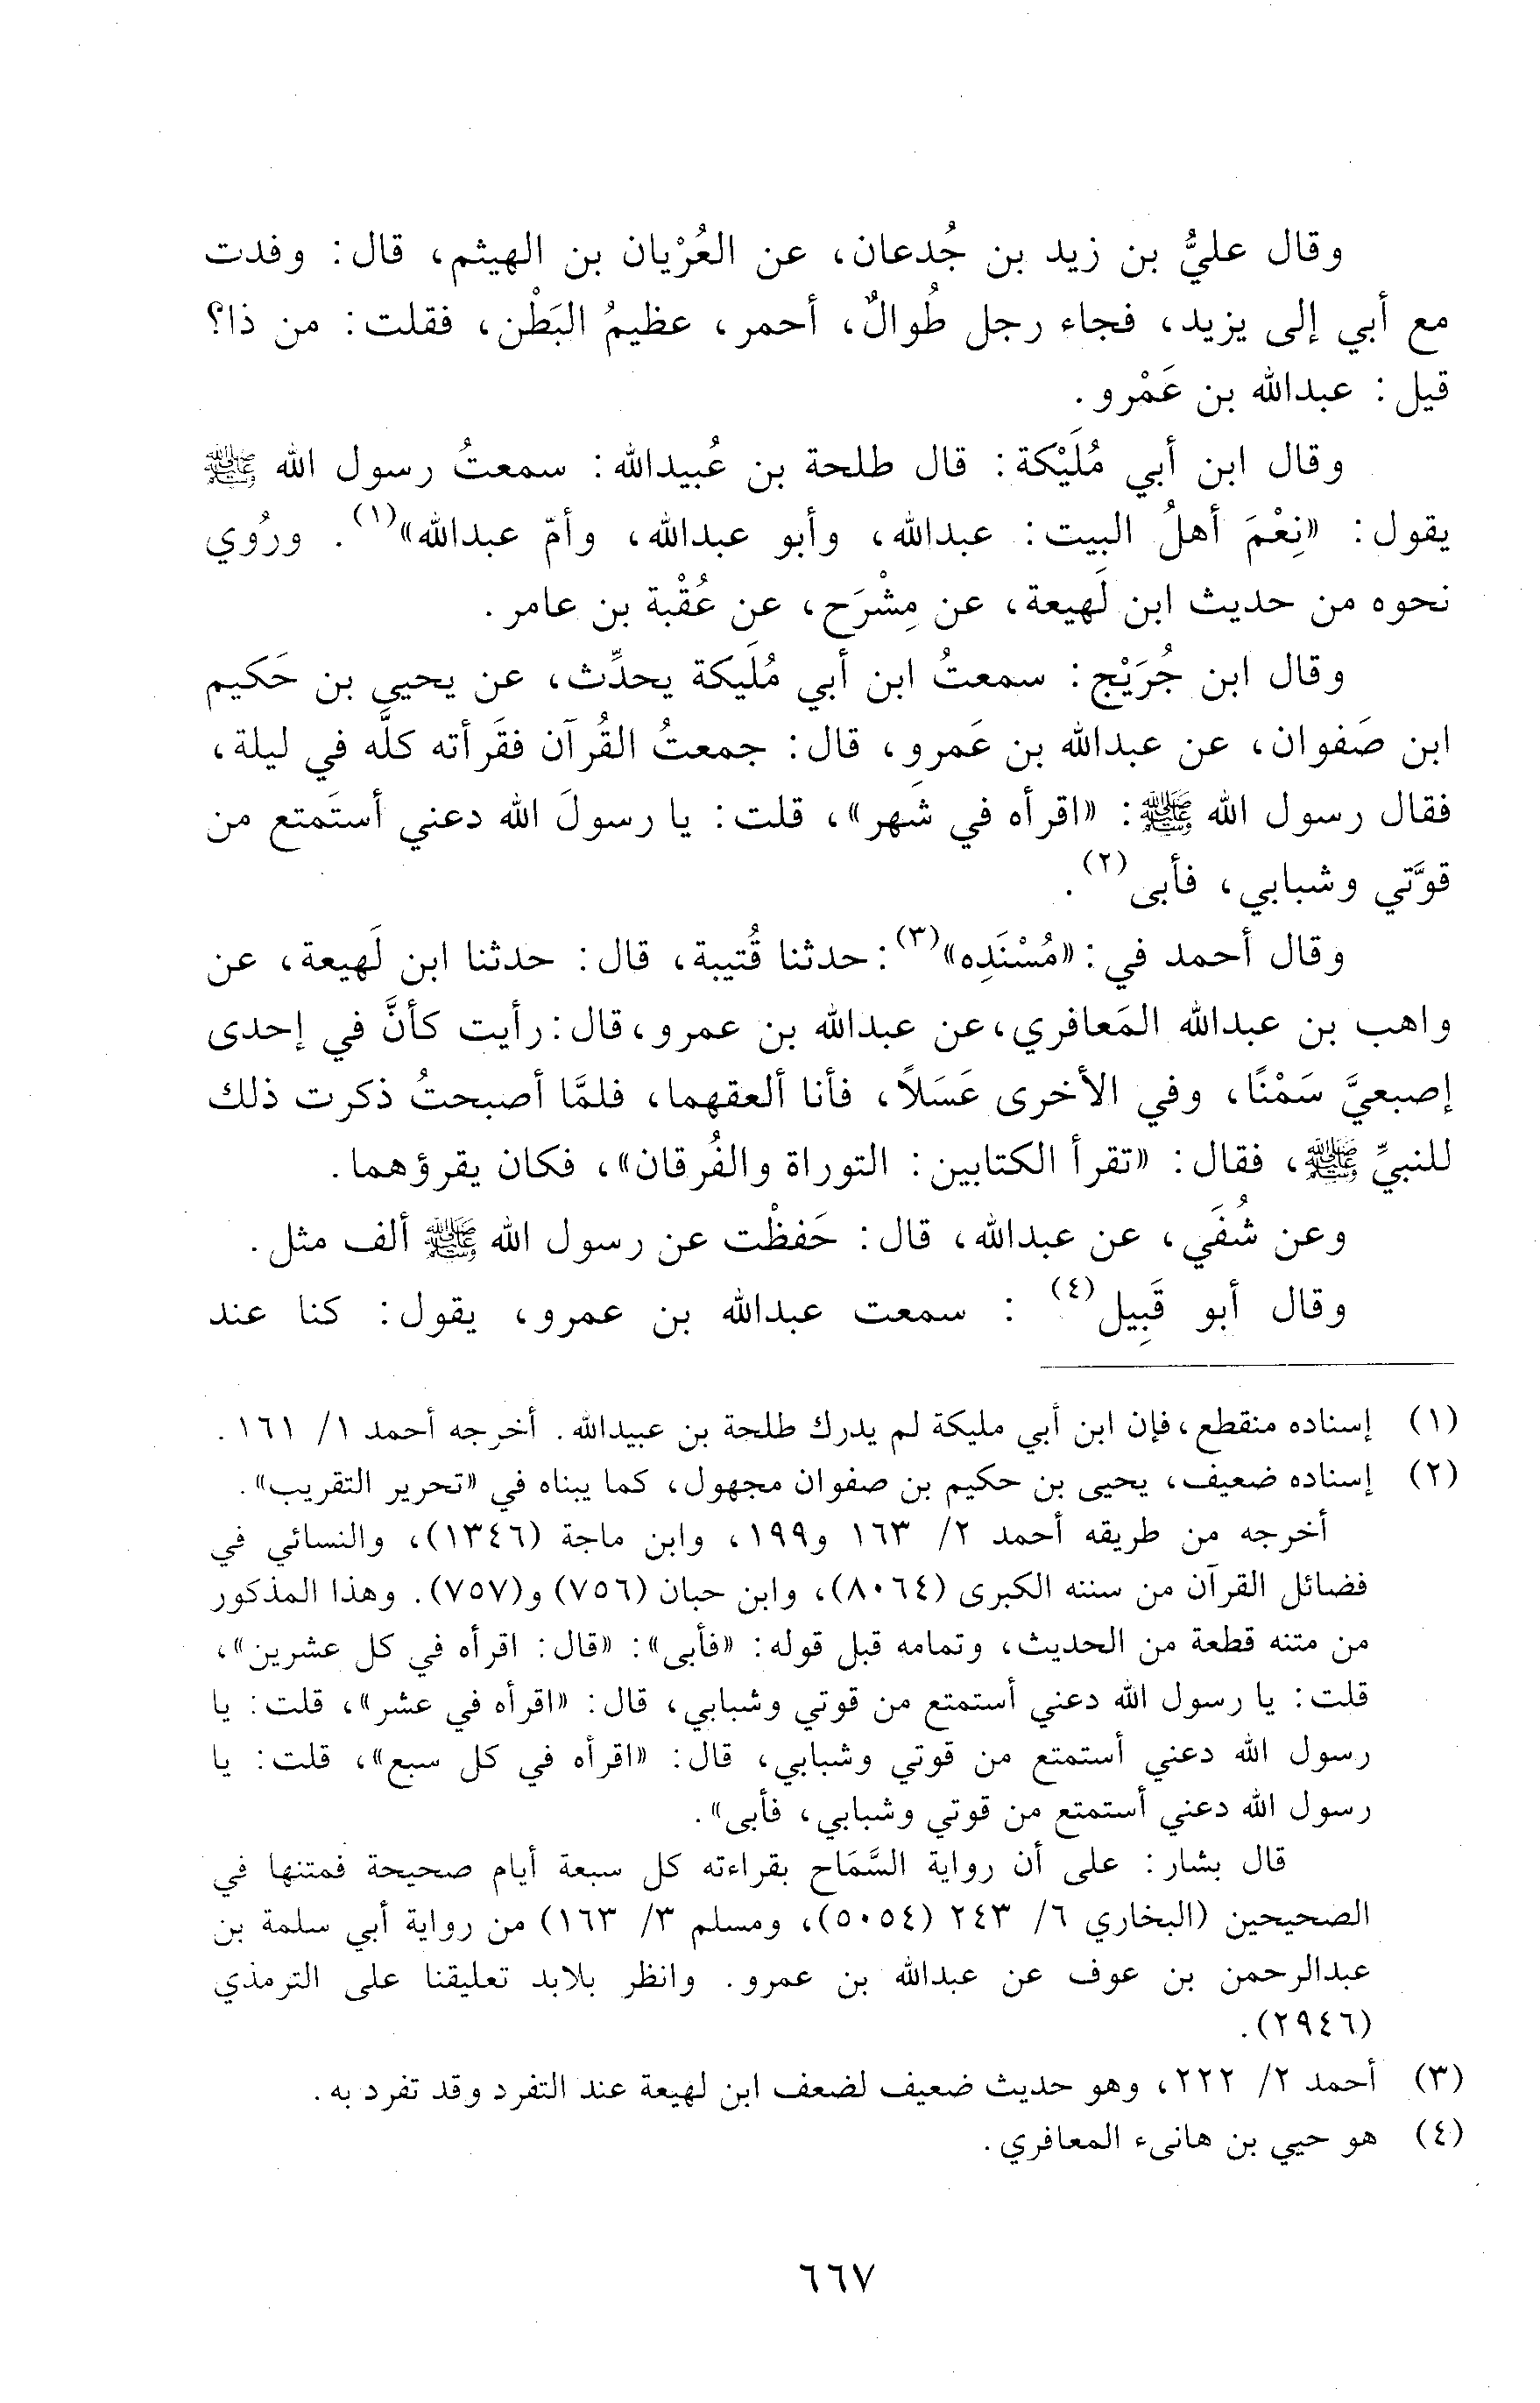 وقال عليُّ بن زيد بن جُدعان، عن العُرْيان بن الهيثم، قال: وفدت
مع أبي إلى يزيد، فجاء رجل طُوالٌ، أحمر، عظيمُ البَطْن، فقلت: من ذا؟
قيل: عبدالله بن عَمْرو.
وقال ابن أبي مُلَيْكة: قال طلحة بن عُبيدالله: سمعتُ رسول الله ﷺ
يقول: «نِعْمَ أهلُ البيت: عبدالله، وأبو عبدالله، وأمّ عبدالله»(١). ورُوي
نحوه من حديث ابن لَهيعة، عن مِشْرَح، عن عُقْبة بن عامر.
وقال ابن جُرَيْج: سمعتُ ابن أبي مُلَيكة يحدِّث، عن يحيى بن حَكيم
ابن صَفوان، عن عبدالله بن عَمرو، قال: جمعتُ القُرآن فقَرأته كلَّه في ليلة،
فقال رسول الله ﷺ: «اقرأه في شَهر»، قلت: يا رسولَ الله دعني أستَمتع من
قوَّتي وشبابي، فأبى(٢).
وقال أحمد في: «مُسْنَدِه»(٣): حدثنا قُتيبة، قال: حدثنا ابن لَهيعة، عن
واهب بن عبدالله المَعافري، عن عبدالله بن عمرو، قال: رأيت كأنَّ في إحدى
إصبعيَّ سَمْنًا، وفي الأخرى عَسَلاً، فأنا ألعقهما، فلمَّا أصبحتُ ذكرت ذلك
للنبيِّ ﷺ، فقال: «تقرأ الكتابين: التوراة والفُرقان»، فكان يقرؤهما.
وعن شُفَي، عن عبدالله، قال: حَفظْت عن رسول الله ﷺ ألف مثل.
وقال أبو قَبِيل(٤) : سمعت عبدالله بن عمرو، يقول: كنا عند
(١) إسناده منقطع، فإن ابن أبي مليكة لم يدرك طلحة بن عبيدالله. أخرجه أحمد ١/ ١٦١.
(٢) إسناده ضعيف، يحيى بن حكيم بن صفوان مجهول، كما يبناه في «تحرير التقريب».
أخرجه من طريقه أحمد ٢/ ١٦٣ و١٩٩، وابن ماجة (١٣٤٦)، والنسائي في
فضائل القرآن من سننه الكبرى (٨٠٦٤)، وابن حبان (٧٥٦) و(٧٥٧). وهذا المذكور
من متنه قطعة من الحديث، وتمامه قبل قوله: «فأبى»: «قال: اقرأه في كل عشرين»،
قلت: يا رسول الله دعني أستمتع من قوتي وشبابي، قال: «اقرأه في عشر»، قلت: يا
رسول الله دعني أستمتع من قوتي وشبابي، قال: «اقرأه في كل سبع»، قلت: يا
رسول الله دعني أستمتع من قوتي وشبابي، فأبى».
قال بشار: على أن رواية السَّمَاح بقراءته كل سبعة أيام صحيحة فمتنها في
الصحيحين (البخاري ٦/ ٢٤٣ (٥٠٥٤)، ومسلم ٣/ ١٦٣) من رواية أبي سلمة بن
عبدالرحمن بن عوف عن عبدالله بن عمرو. وانظر بلابد تعليقنا على الترمذي
(٢٩٤٦).
(٣) أحمد ٢/ ٢٢٢، وهو حديث ضعيف لضعف ابن لهيعة عند التفرد وقد تفرد به.
(٤) هو حيي بن هانىء المعافري.
٦٦٧